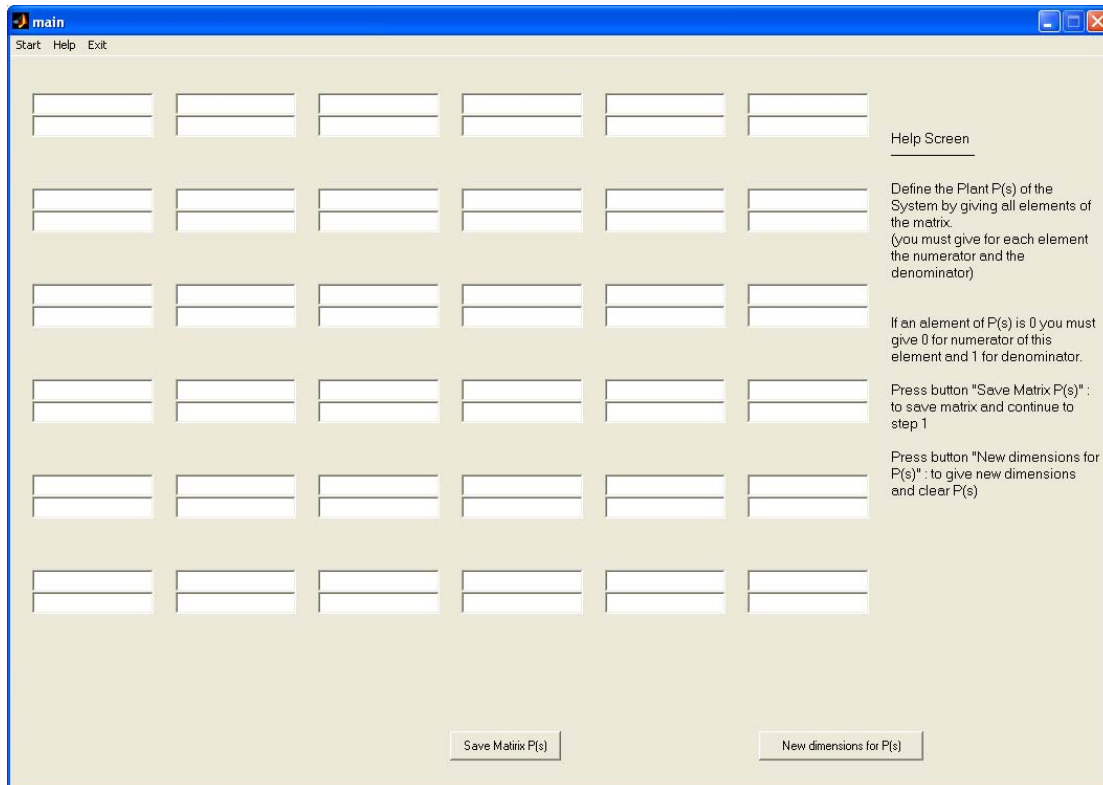 main
Start Help Exit
Help Screen
Define the Plant P(s) of the
System by giving all elements of
the matrix.
(you must give for each element
the numerator and the
denominator)
If an alement of P(s) is 0 you must
give 0 for numerator of this
element and 1 for denominator.
Press button "Save Matrix P(s)" :
to save matrix and continue to
step 1
Press button "New dimensions for
P(s)" : to give new dimensions
and clear P(s)
Save Matirix P(s)
New dimensions for P(s)